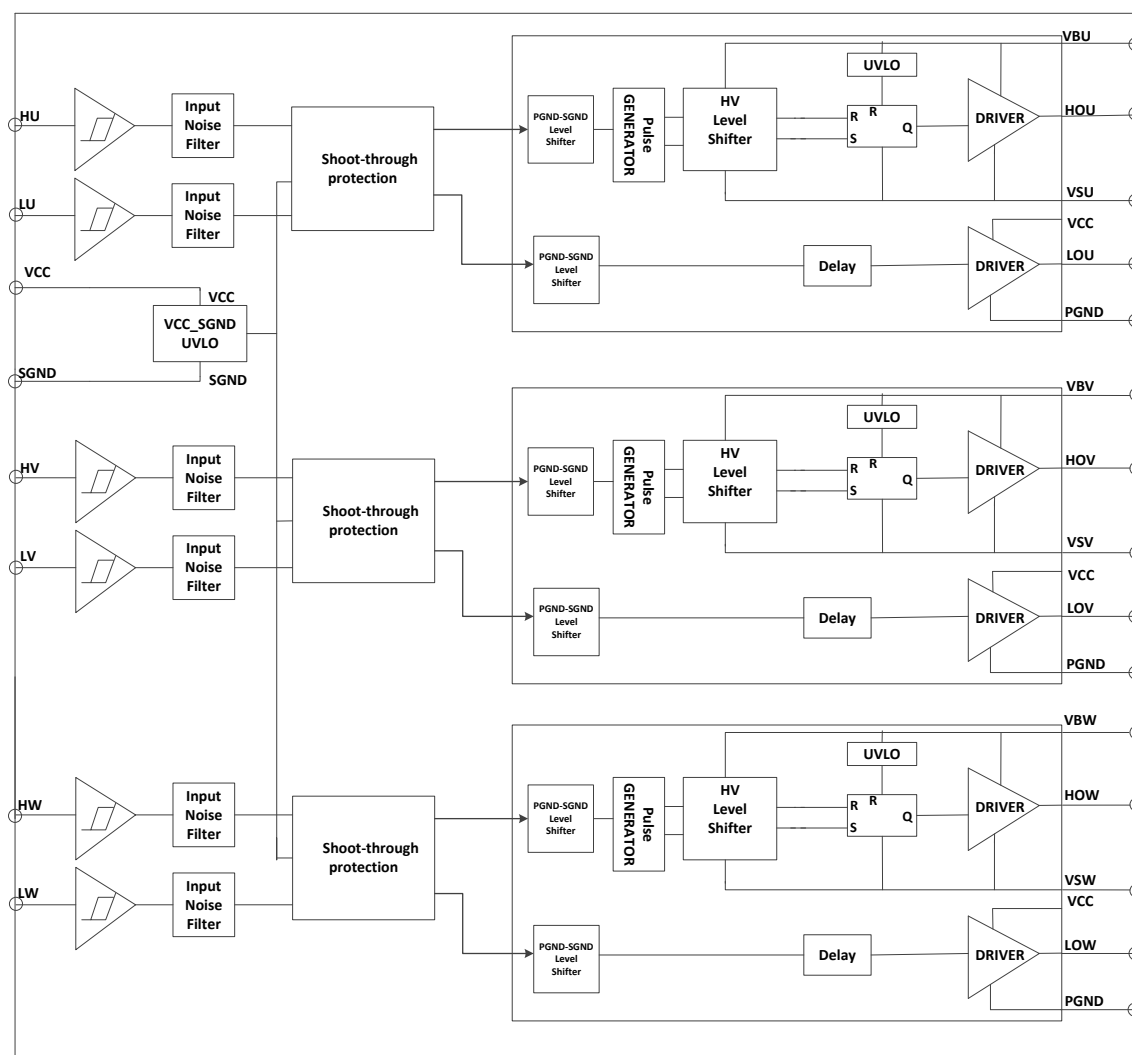 VBU
UVLO
HU
Input
Noise
Filter
PGND-SGND
Level
Shifter
Pulse
GENERATOR
HV
Level
Shifter
R
R
S
Q
DRIVER
HOU
Shoot-through
protection
LU
Input
Noise
Filter
VSU
VCC
PGND-SGND
Level
Shifter
Delay
DRIVER
LOU
PGND
VCC
VCC
VCC_SGND
UVLO
SGND
SGND
VBV
UVLO
HV
Input
Noise
Filter
PGND-SGND
Level
Shifter
Pulse
GENERATOR
HV
Level
Shifter
R
R
S
Q
DRIVER
HOV
Shoot-through
protection
LV
Input
Noise
Filter
VSV
VCC
PGND-SGND
Level
Shifter
Delay
DRIVER
LOV
PGND
VBW
UVLO
HW
Input
Noise
Filter
PGND-SGND
Level
Shifter
Pulse
GENERATOR
HV
Level
Shifter
R
R
S
Q
DRIVER
HOW
Shoot-through
protection
LW
Input
Noise
Filter
VSW
VCC
PGND-SGND
Level
Shifter
Delay
DRIVER
LOW
PGND